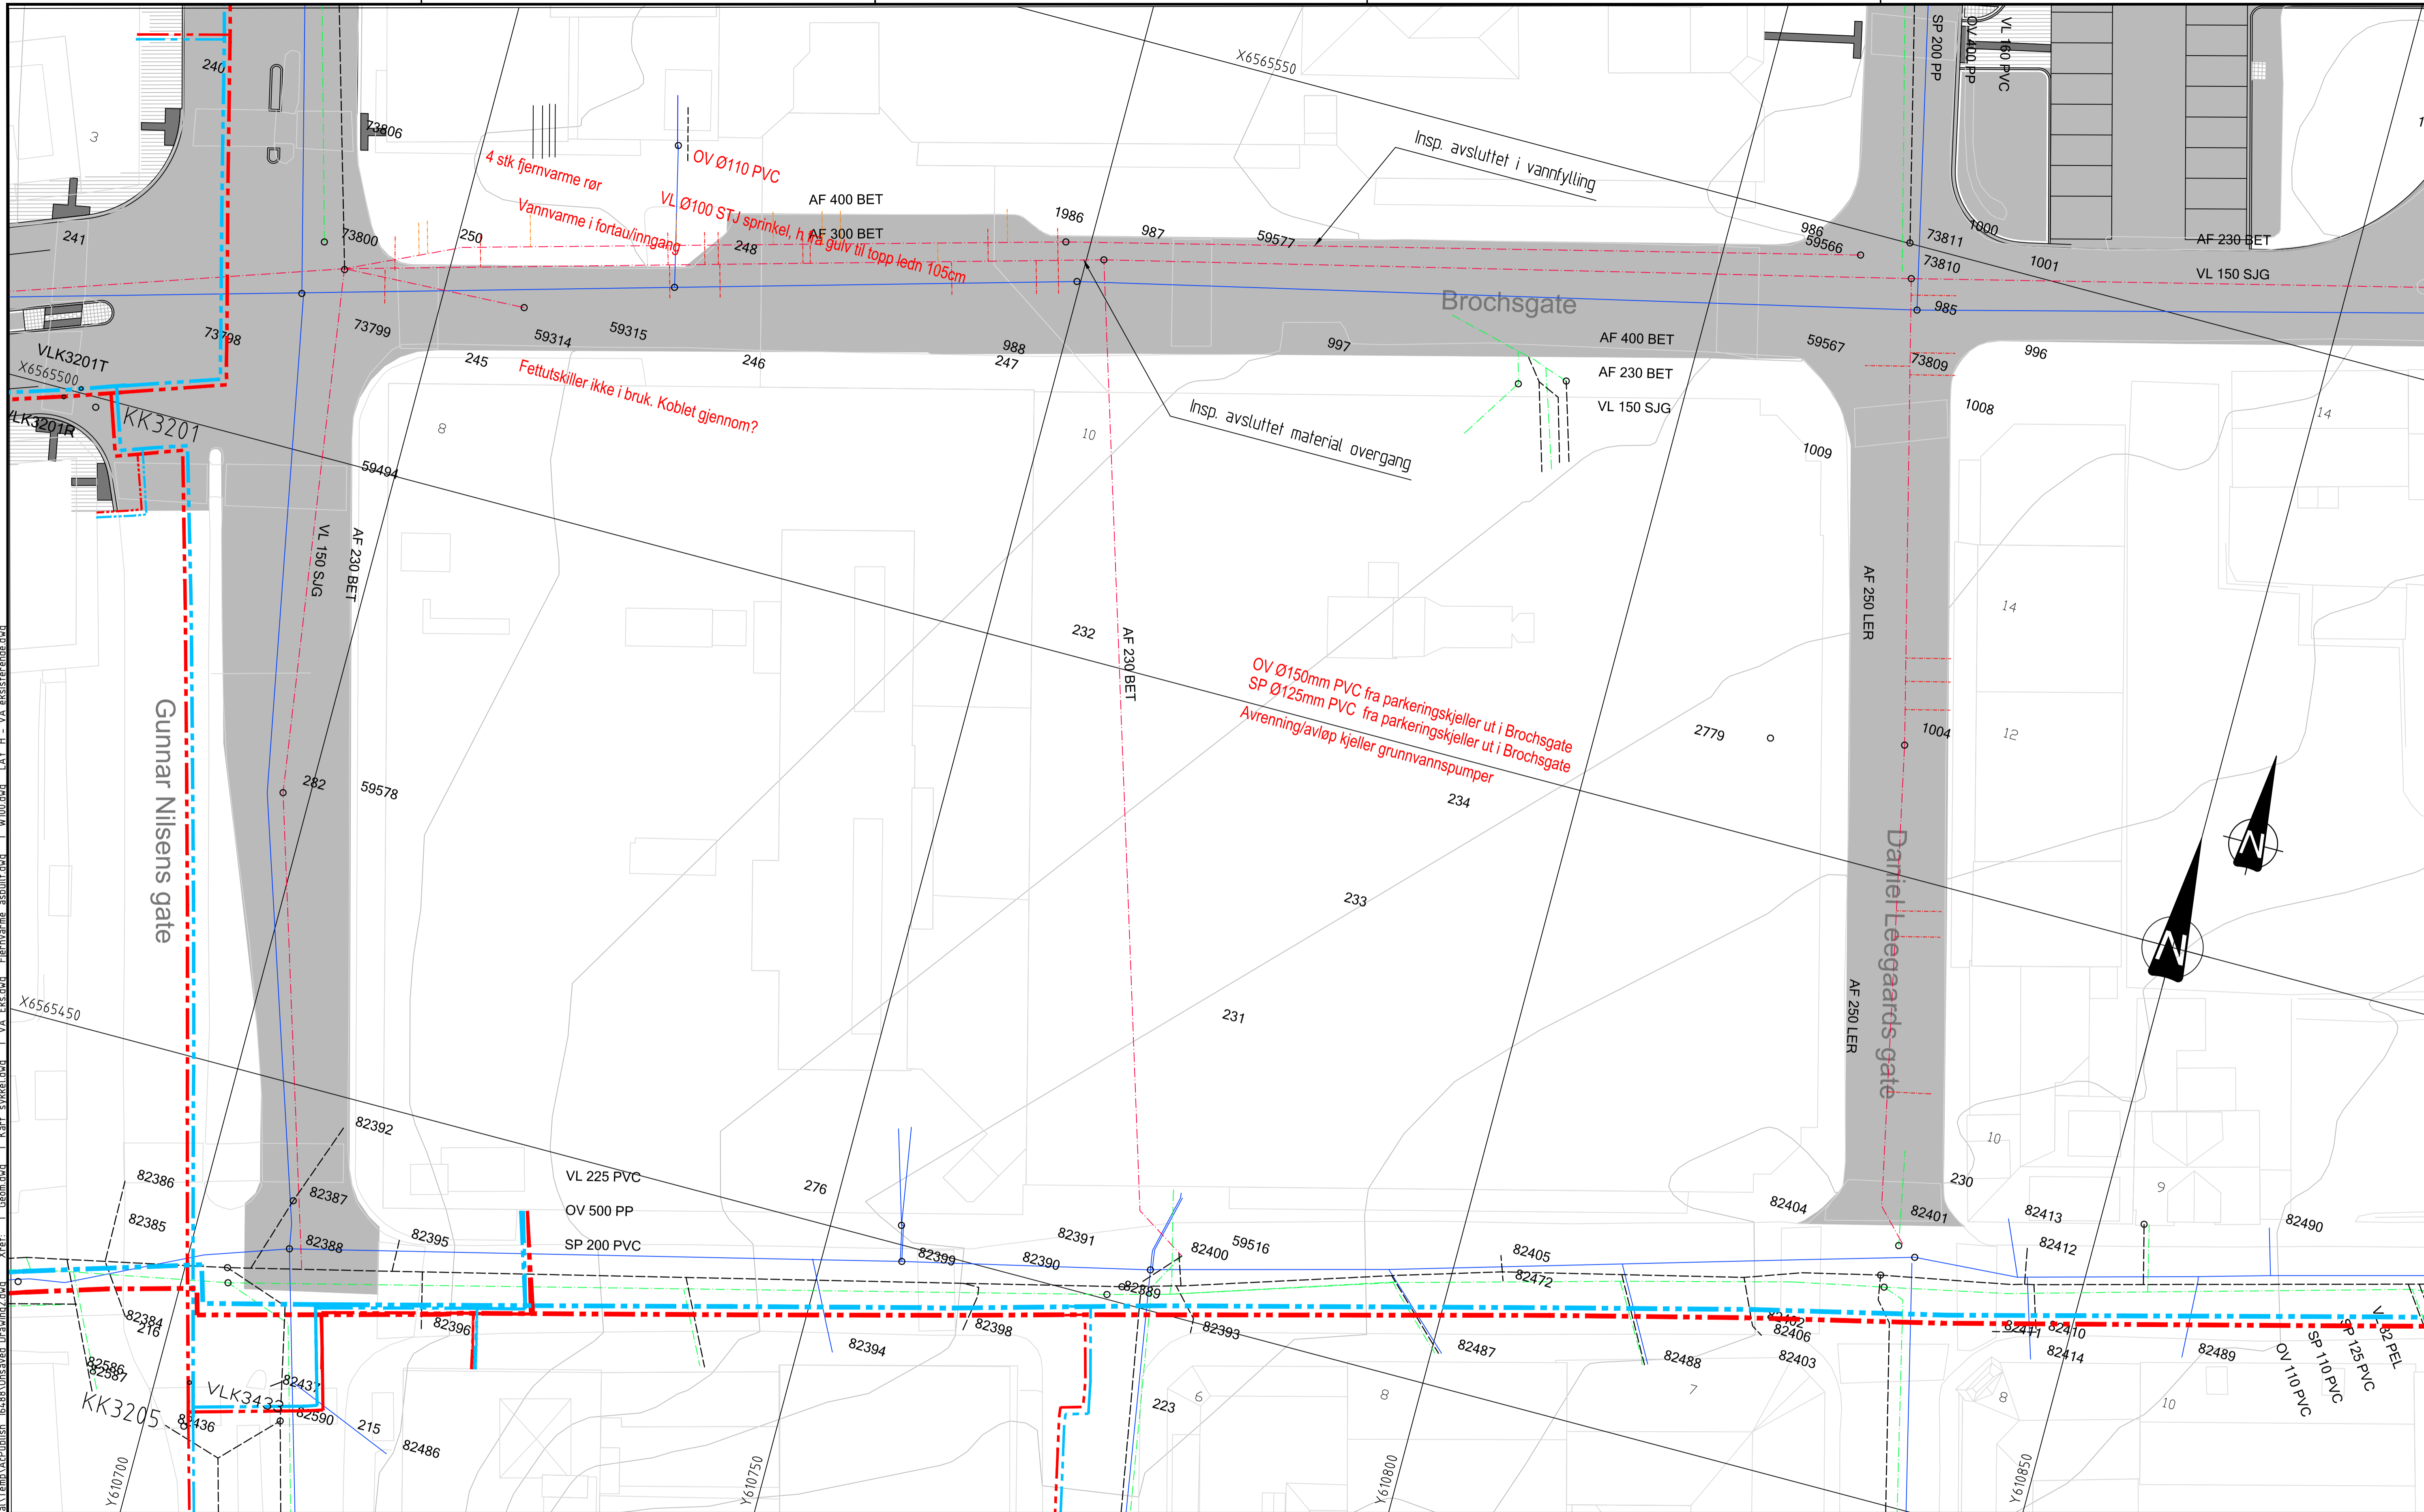 240
3
241
73806
4 stk fjernvarme rør
OV Ø110 PVC
Vannvarme i fortau/inngang
VL Ø100 STJ sprinkel, h fra gulv til topp ledn 105cm
AF 400 BET
AF 300 BET
73800
250
248
1986
987
59577
X6565550
Insp. avsluttet i vannfylling
986
59566
SP 200 PP
OV 400 PP
VL 160 PVC
73811
1000
73810
1001
985
AF 230 BET
VL 150 SJG
73798
73799
59314
59315
245
246
988
247
997
Brochsgate
AF 400 BET
AF 230 BET
VL 150 SJG
59567
73809
996
VLK3201T
X6565500
VLK3201R
KK3201
Fettutskiller ikke i bruk. Koblet gjennom?
8
10
Insp. avsluttet material overgang
1009
1008
14
59494
VL 150 SJG
AF 230 BET
232
AF 230 BET
AF 250 LER
14
OV Ø150mm PVC fra parkeringskjeller ut i Brochsgate
SP Ø125mm PVC fra parkeringskjeller ut i Brochsgate
Avrenning/avløp kjeller grunnvannspumper
2779
1004
12
Gunnar Nilsens gate
282
59578
234
233
231
Daniel Leegaards gate
N
N
AF 250 LER
X6565450
82392
82386
82387
82385
82388
82395
VL 225 PVC
OV 500 PP
SP 200 PVC
276
82399
82390
82391
82400
59516
82389
82405
82472
82404
82401
230
10
9
82413
82412
82490
82384
216
82396
82394
82398
82393
82487
82488
82402
82406
82403
82411
82410
82414
82489
OV 110 PVC
SP 110 PVC
SP 125 PVC
VL 32 PEL
82586
82587
KK3205
VLK3433
82437
82436
82590
215
82486
223
6
8
7
8
10
Y610700
Y610750
Y610800
Y610850